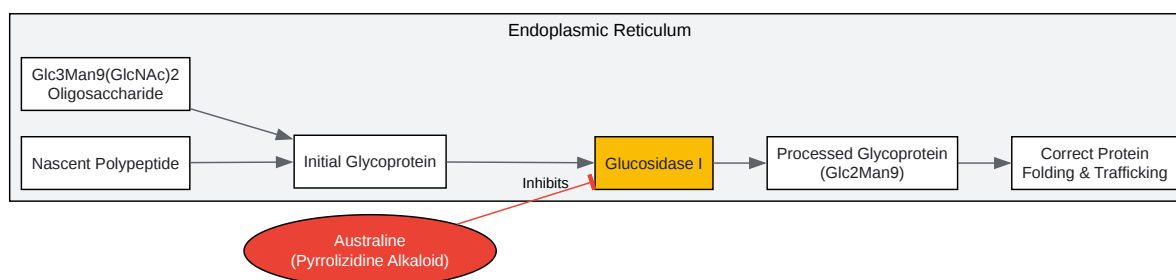 Endoplasmic Reticulum
Glc3Man9(GlcNAc)2
Oligosaccharide
Nascent Polypeptide
Initial Glycoprotein
Glucosidase I
Processed Glycoprotein
(Glc2Man9)
Correct Protein
Folding & Trafficking
Inhibits
Australine
(Pyrrolizidine Alkaloid)